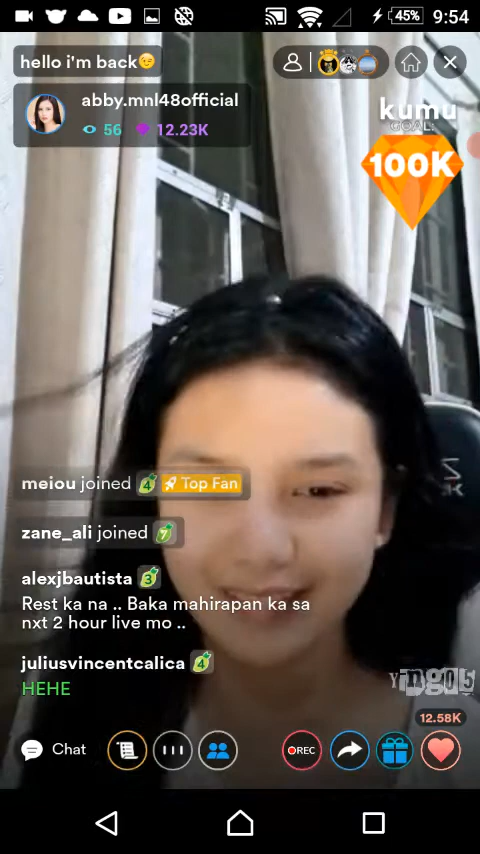 45% 9:54
hello i'm back😉
abby.mnl48official
56 12.23K
kumu
GOAL:
100K
meiou joined 4 Top Fan
zane_ali joined 7
alexjbautista 3
Rest ka na .. Baka mahirapan ka sa
nxt 2 hour live mo ..
juliusvincentcalica 4
HEHE
Yingo15
12.58K
Chat
REC